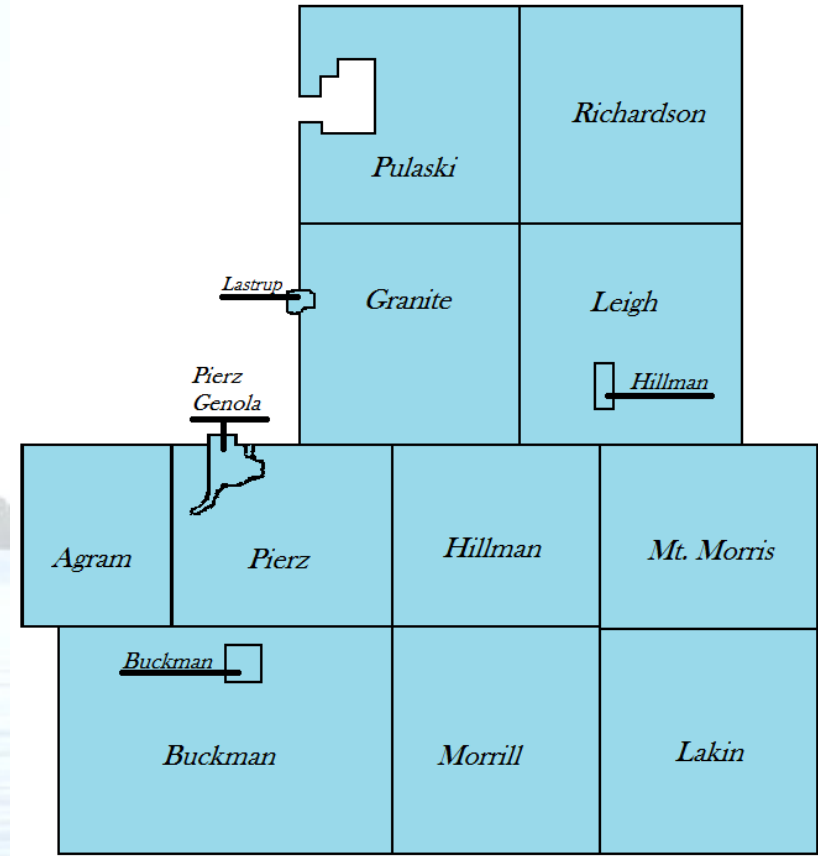 Richardson
Pulaski
Lastrup
Granite
Leigh
Pierz
Genola
Hillman
Agram
Pierz
Hillman
Mt. Morris
Buckman
Buckman
Morrill
Lakin